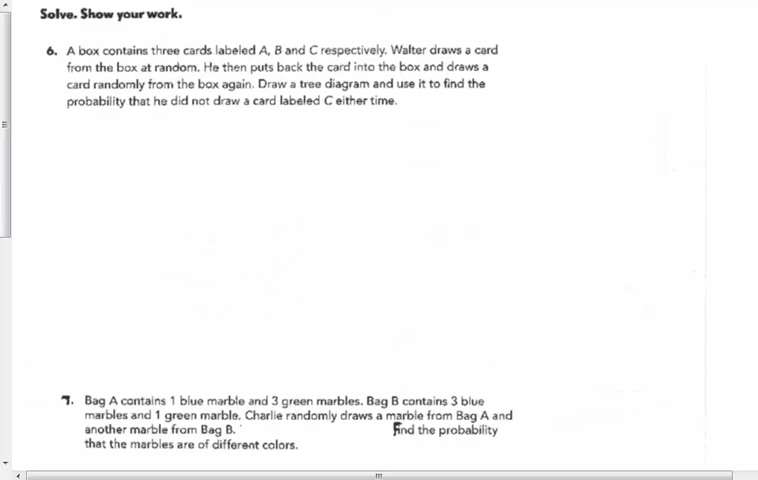 Solve. Show your work.
6. A box contains three cards labeled A, B and C respectively. Walter draws a card
from the box at random. He then puts back the card into the box and draws a
card randomly from the box again. Draw a tree diagram and use it to find the
probability that he did not draw a card labeled C either time.
7. Bag A contains 1 blue marble and 3 green marbles. Bag B contains 3 blue
marbles and 1 green marble. Charlie randomly draws a marble from Bag A and
another marble from Bag B. Find the probability
that the marbles are of different colors.